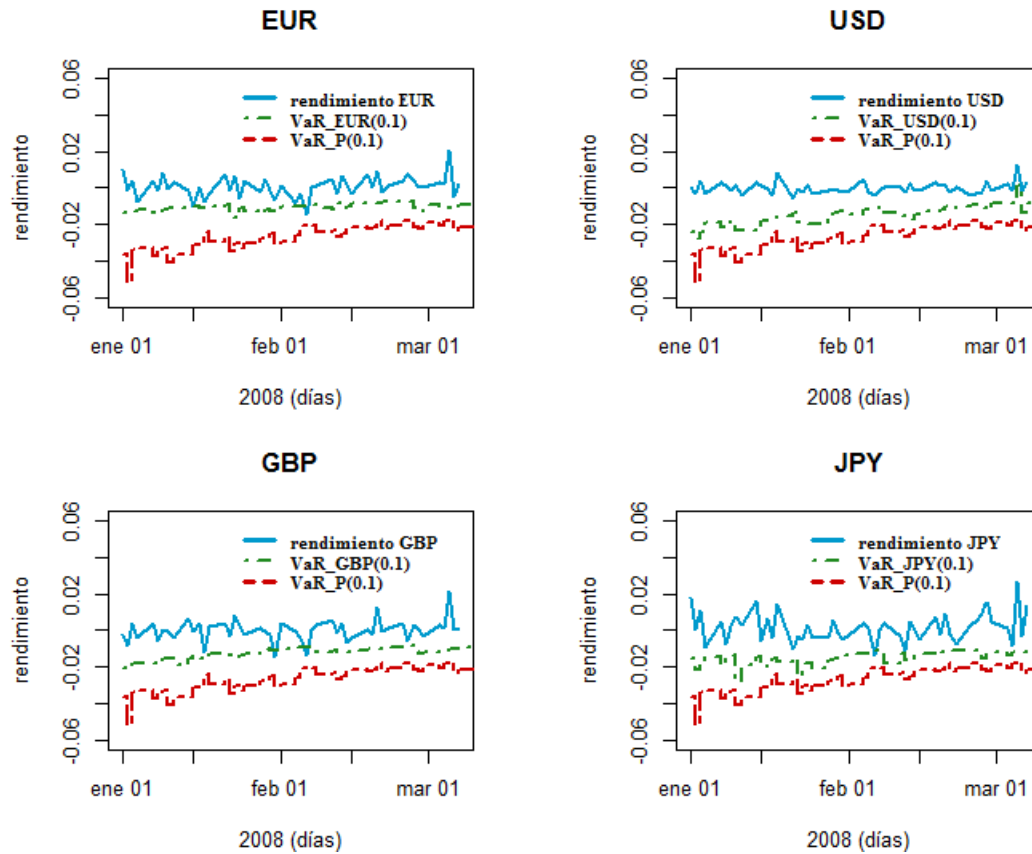 EUR
rendimiento EUR
VaR_EUR(0.1)
VaR_P(0.1)
rendimiento
0.06
0.02
-0.02
-0.06
ene 01
feb 01
mar 01
2008 (días)
USD
rendimiento USD
VaR_USD(0.1)
VaR_P(0.1)
rendimiento
0.06
0.02
-0.02
-0.06
ene 01
feb 01
mar 01
2008 (días)
GBP
rendimiento GBP
VaR_GBP(0.1)
VaR_P(0.1)
rendimiento
0.06
0.02
-0.02
-0.06
ene 01
feb 01
mar 01
2008 (días)
JPY
rendimiento JPY
VaR_JPY(0.1)
VaR_P(0.1)
rendimiento
0.06
0.02
-0.02
-0.06
ene 01
feb 01
mar 01
2008 (días)